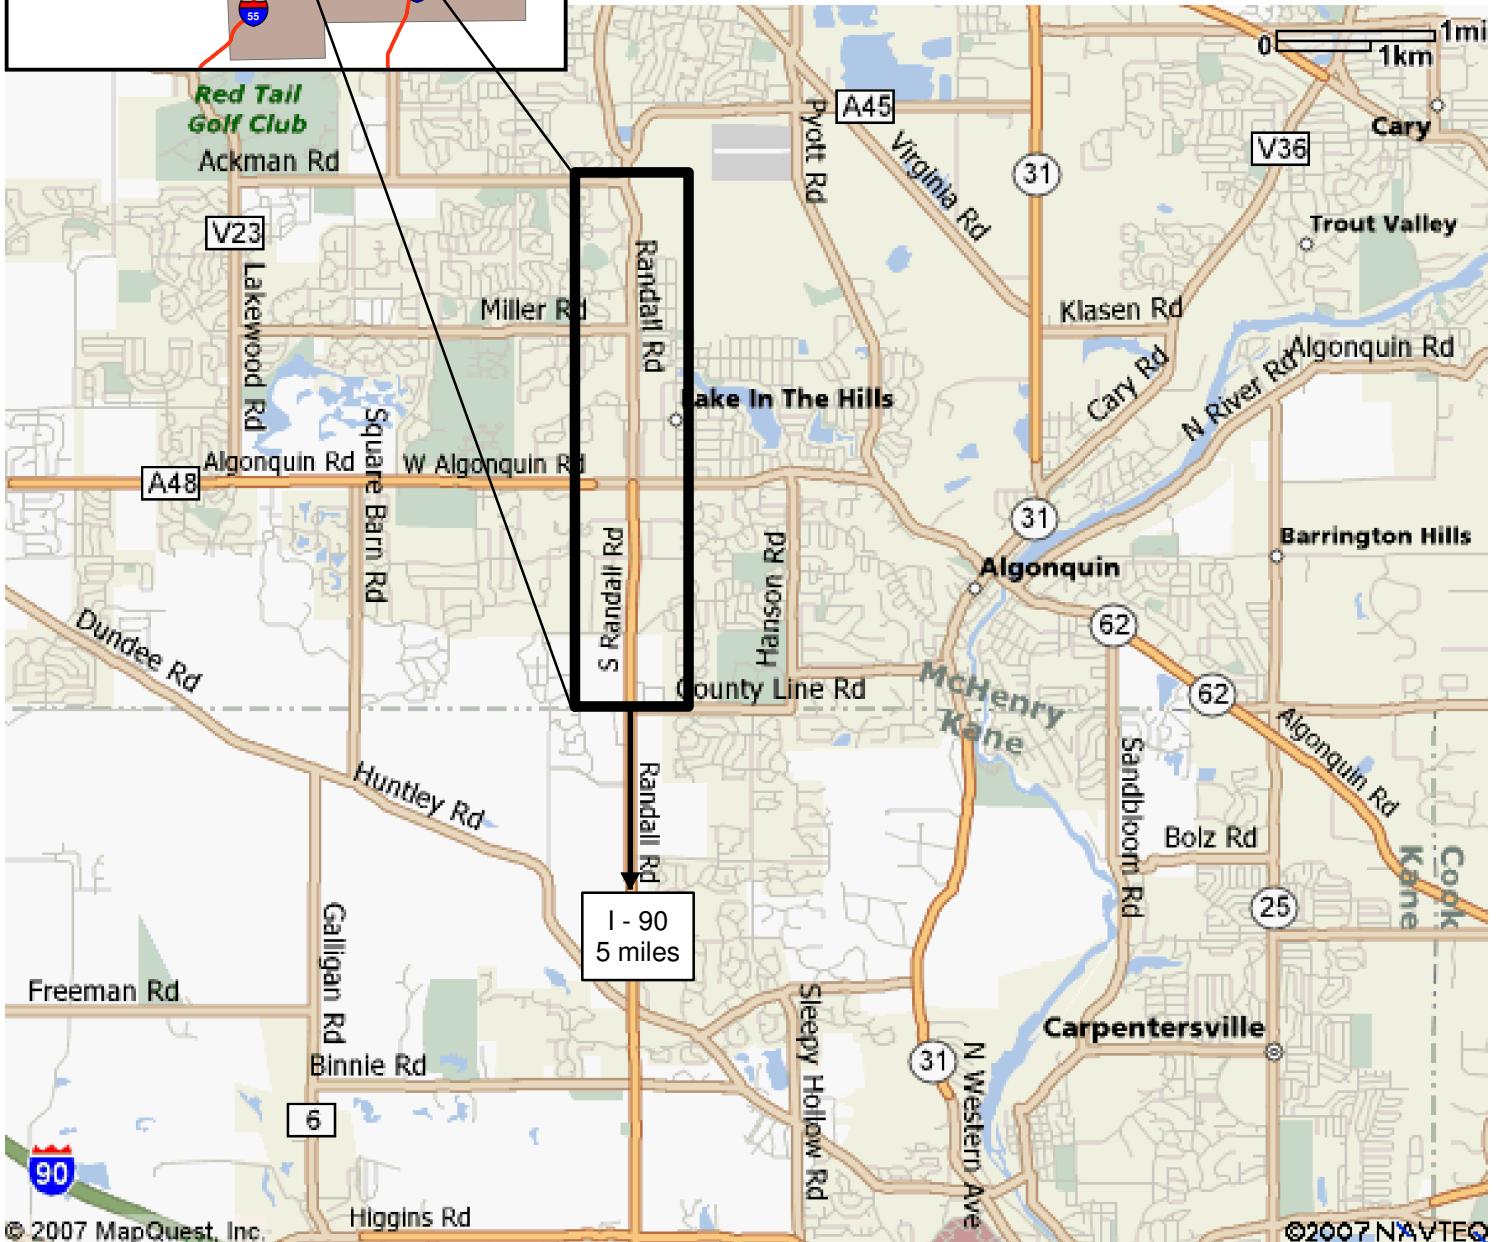 55
0
1mi
1km
Red Tail
Golf Club
Ackman Rd
A45
Pyott Rd
Virginia Rd
31
V36
Cary
Trout Valley
V23
Lakewood Rd
Randall Rd
Miller Rd
Klasen Rd
Algonquin Rd
Cary Rd
N River Rd
Lake In The Hills
Square Barn Rd
Algonquin Rd
W Algonquin Rd
A48
31
Barrington Hills
S Randall Rd
Hanson Rd
Algonquin
62
Dundee Rd
County Line Rd
McHenry
Kane
62
Algonquin Rd
Sandbloom Rd
Huntley Rd
Randall Rd
Bolz Rd
Kane
Cook
25
I - 90
5 miles
Galligan Rd
Freeman Rd
Sleepy Hollow Rd
Carpentersville
31
N Western Ave
Binnie Rd
6
90
Higgins Rd
© 2007 MapQuest, Inc.
©2007 NAVTEQ